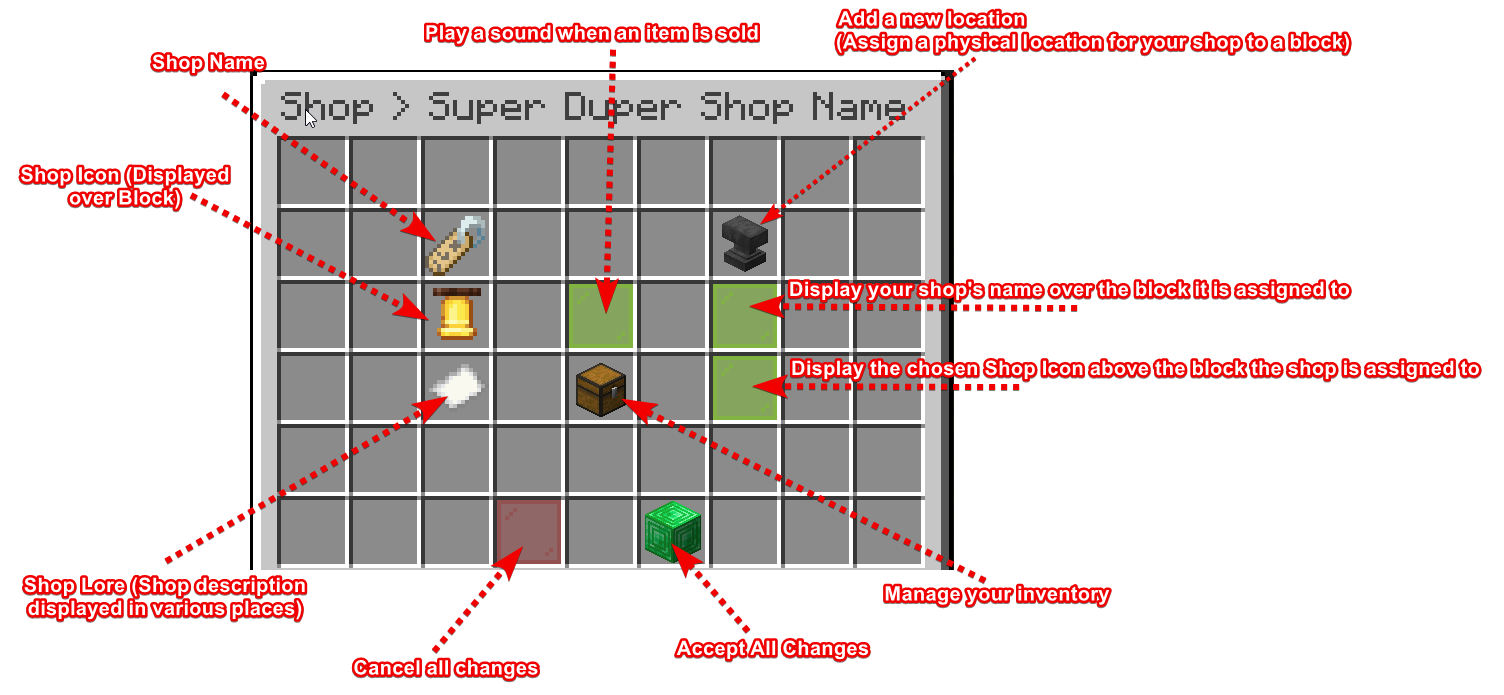 Add a new location
(Assign a physical location for your shop to a block)
Play a sound when an item is sold
Shop Name
Shop > Super Duper Shop Name
Shop Icon (Displayed
over Block)
Display your shop's name over the block it is assigned to
Display the chosen Shop Icon above the block the shop is assigned to
Shop Lore (Shop description
displayed in various places)
Manage your inventory
Accept All Changes
Cancel all changes